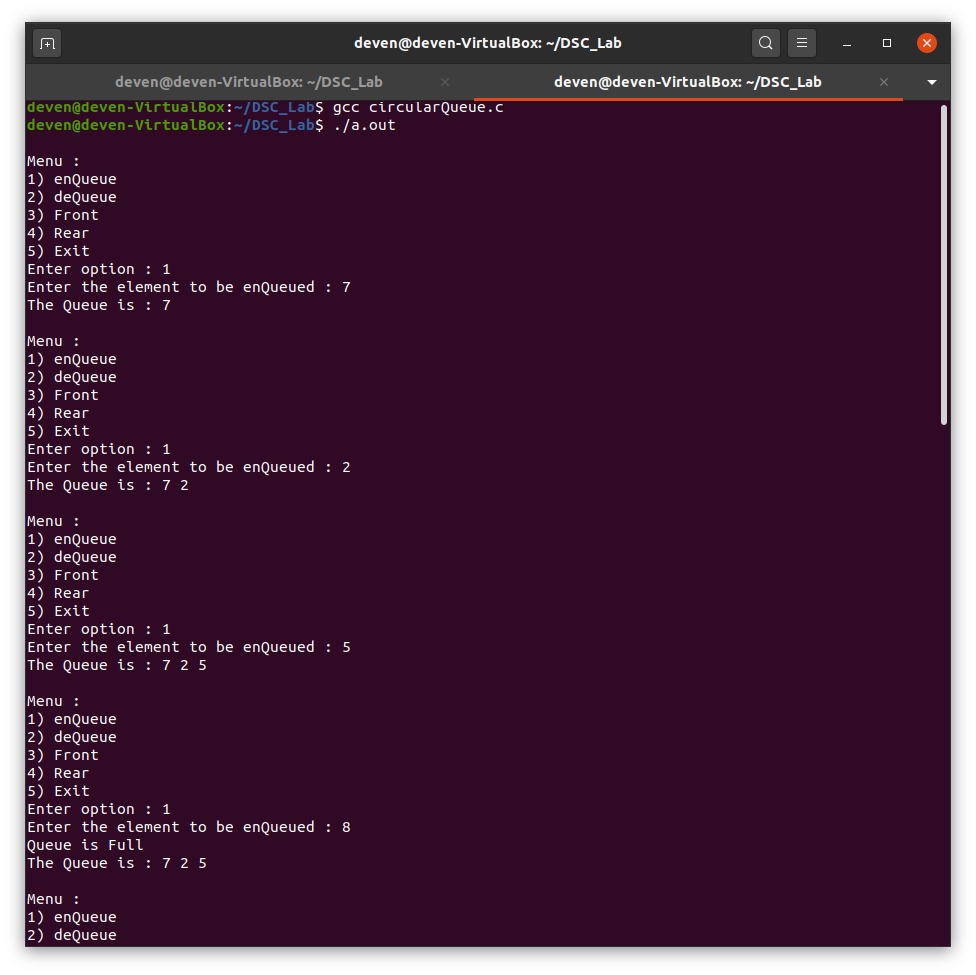 deven@deven-VirtualBox: ~/DSC_Lab
deven@deven-VirtualBox: ~/DSC_Lab
deven@deven-VirtualBox: ~/DSC_Lab
deven@deven-VirtualBox:~/DSC_Lab$ gcc circularQueue.c
deven@deven-VirtualBox:~/DSC_Lab$ ./a.out
Menu :
1) enQueue
2) deQueue
3) Front
4) Rear
5) Exit
Enter option : 1
Enter the element to be enQueued : 7
The Queue is : 7
Menu :
1) enQueue
2) deQueue
3) Front
4) Rear
5) Exit
Enter option : 1
Enter the element to be enQueued : 2
The Queue is : 7 2
Menu :
1) enQueue
2) deQueue
3) Front
4) Rear
5) Exit
Enter option : 1
Enter the element to be enQueued : 5
The Queue is : 7 2 5
Menu :
1) enQueue
2) deQueue
3) Front
4) Rear
5) Exit
Enter option : 1
Enter the element to be enQueued : 8
Queue is Full
The Queue is : 7 2 5
Menu :
1) enQueue
2) deQueue